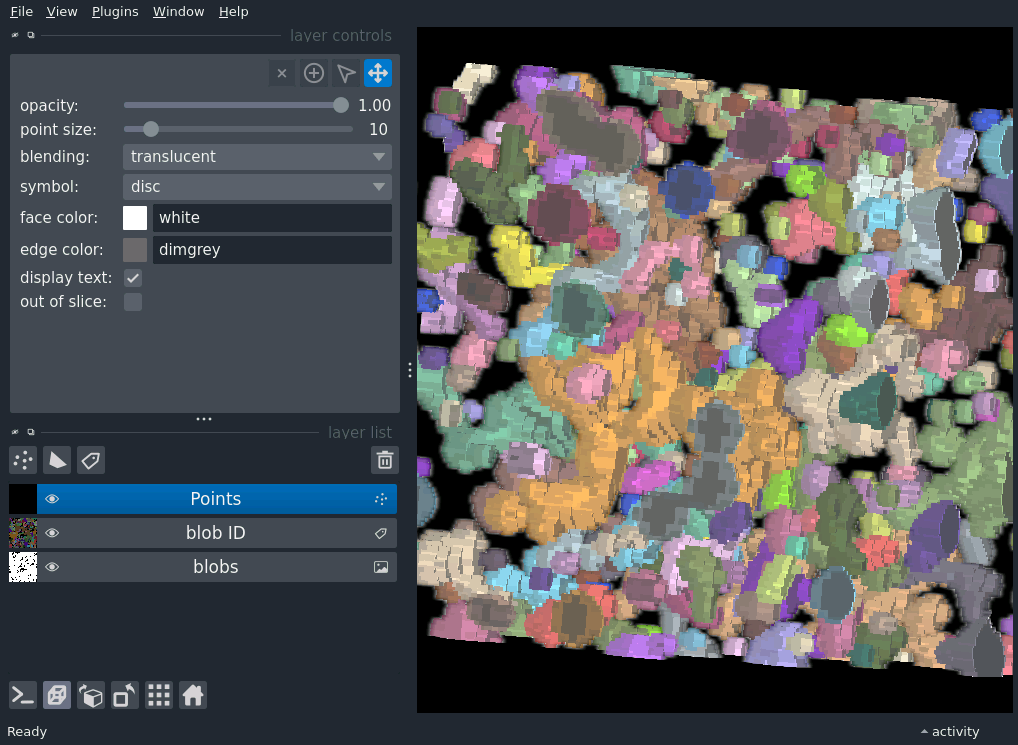 File View Plugins Window Help
layer controls
opacity: 1.00
point size: 10
blending: translucent
symbol: disc
face color: white
edge color: dimgrey
display text:
out of slice:
layer list
Points
blob ID
blobs
Ready activity